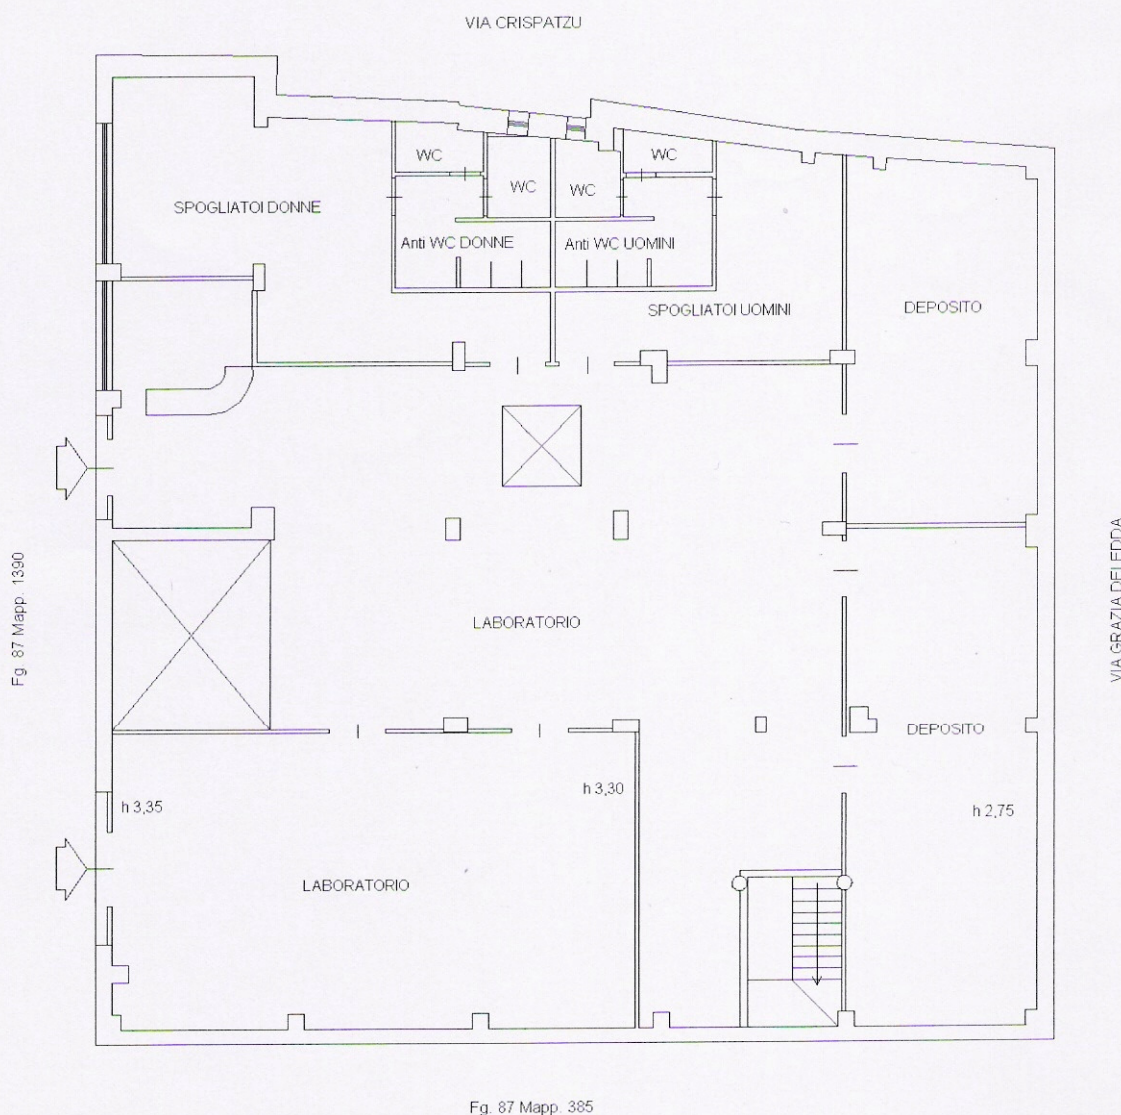 VIA CRISPATZU
WC
WC
WC
WC
SPOGLIATOI DONNE
Anti WC DONNE
Anti WC UOMINI
SPOGLIATOI UOMINI
DEPOSITO
Fg. 87 Mapp. 1390
VIA GRAZIA DELEDDA
LABORATORIO
DEPOSITO
h 3,35
h 3,30
h 2,75
LABORATORIO
Fg. 87 Mapp. 385